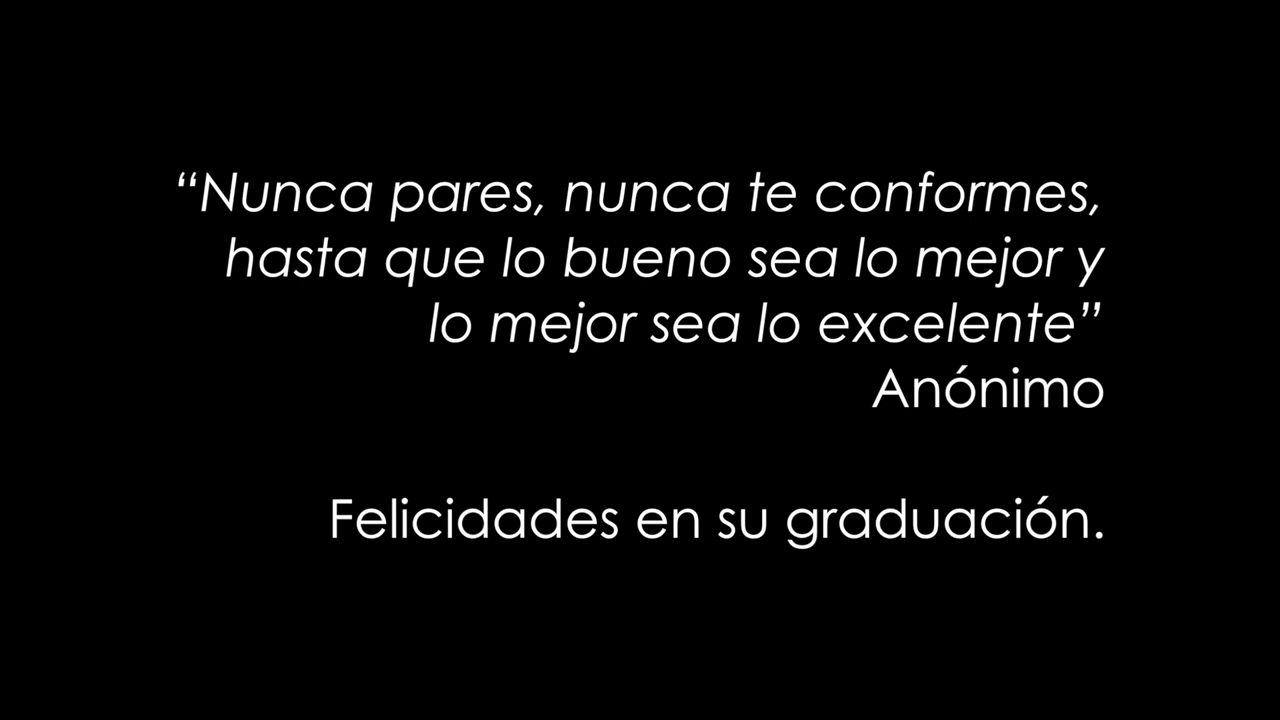 “Nunca pares, nunca te conformes,
hasta que lo bueno sea lo mejor y
lo mejor sea lo excelente”
Anónimo
Felicidades en su graduación.